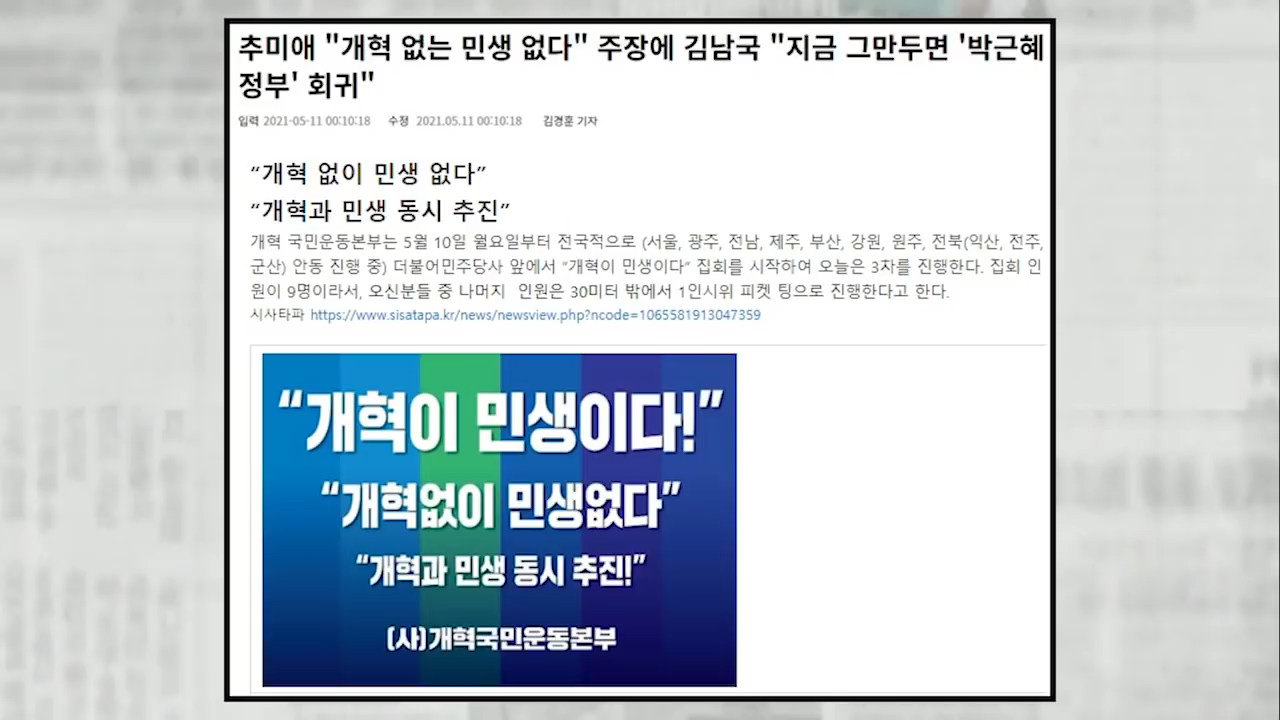 추미애 "개혁 없는 민생 없다" 주장에 김남국 "지금 그만두면 '박근혜
정부' 회귀"
입력 2021-05-11 00:10:18 수정 2021.05.11 00:10:18 김경훈 기자
“개혁 없이 민생 없다”
“개혁과 민생 동시 추진”
개혁 국민운동본부는 5월 10일 월요일부터 전국적으로 (서울, 광주, 전남, 제주, 부산, 강원, 원주, 전북(익산, 전주,
군산) 안동 진행 중) 더불어민주당사 앞에서 “개혁이 민생이다” 집회를 시작하여 오늘은 3차를 진행한다. 집회 인
원이 9명이라서, 오신분들 중 나머지 인원은 30미터 밖에서 1인시위 피켓 팅으로 진행한다고 한다.
시사타파 https://www.sisatapa.kr/news/newsview.php?ncode=1065581913047359
“개혁이 민생이다!”
“개혁없이 민생없다”
“개혁과 민생 동시 추진!”
(사)개혁국민운동본부